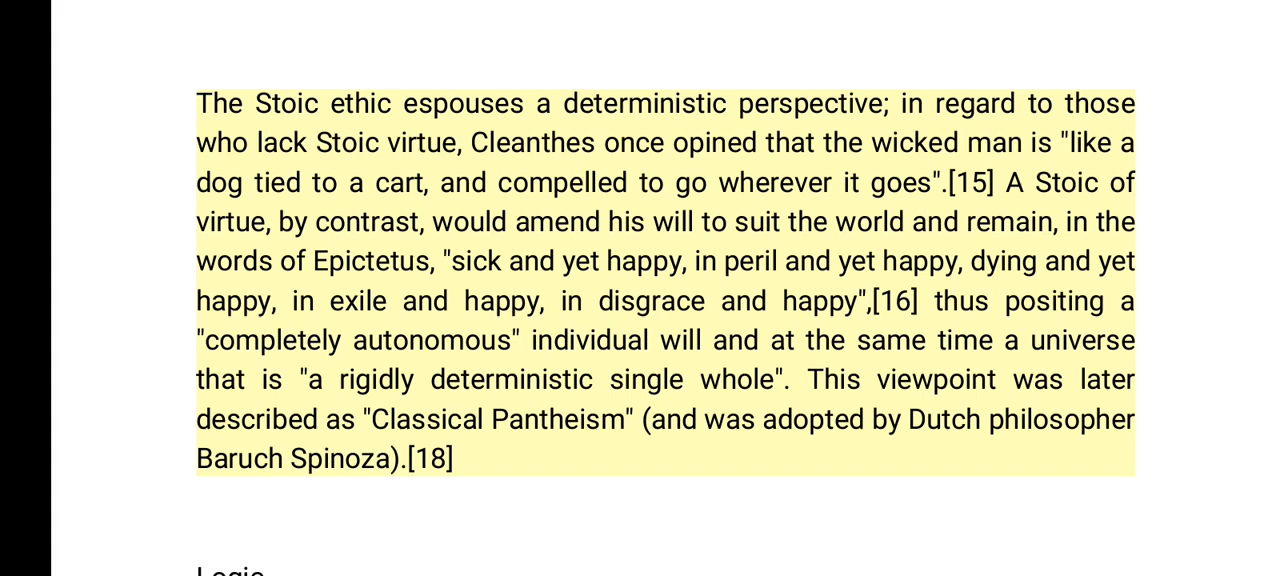 The Stoic ethic espouses a deterministic perspective; in regard to those
who lack Stoic virtue, Cleanthes once opined that the wicked man is "like a
dog tied to a cart, and compelled to go wherever it goes".[15] A Stoic of
virtue, by contrast, would amend his will to suit the world and remain, in the
words of Epictetus, "sick and yet happy, in peril and yet happy, dying and yet
happy, in exile and happy, in disgrace and happy",[16] thus positing a
"completely autonomous" individual will and at the same time a universe
that is "a rigidly deterministic single whole". This viewpoint was later
described as "Classical Pantheism" (and was adopted by Dutch philosopher
Baruch Spinoza).[18]
Logic